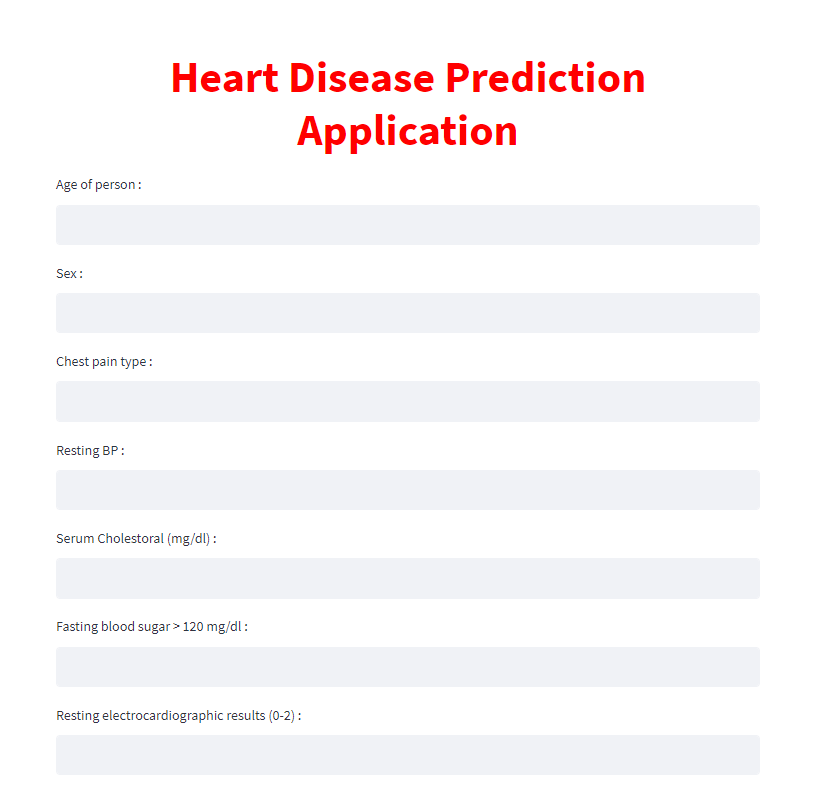 Heart Disease Prediction
Application
Age of person :
Sex :
Chest pain type :
Resting BP :
Serum Cholestoral (mg/dl) :
Fasting blood sugar > 120 mg/dl :
Resting electrocardiographic results (0-2) :